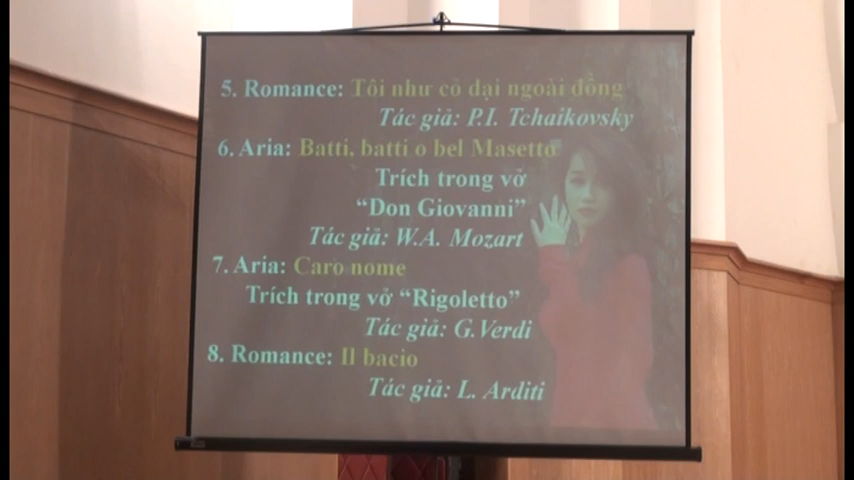 5. Romance: Tôi như cỏ dại ngoài đồng
Tác giả: P.I. Tchaikovsky
6. Aria: Batti, batti o bel Masetto
Trích trong vở
“Don Giovanni”
Tác giả: W.A. Mozart
7. Aria: Caro nome
Trích trong vở “Rigoletto”
Tác giả: G.Verdi
8. Romance: Il bacio
Tác giả: L. Arditi